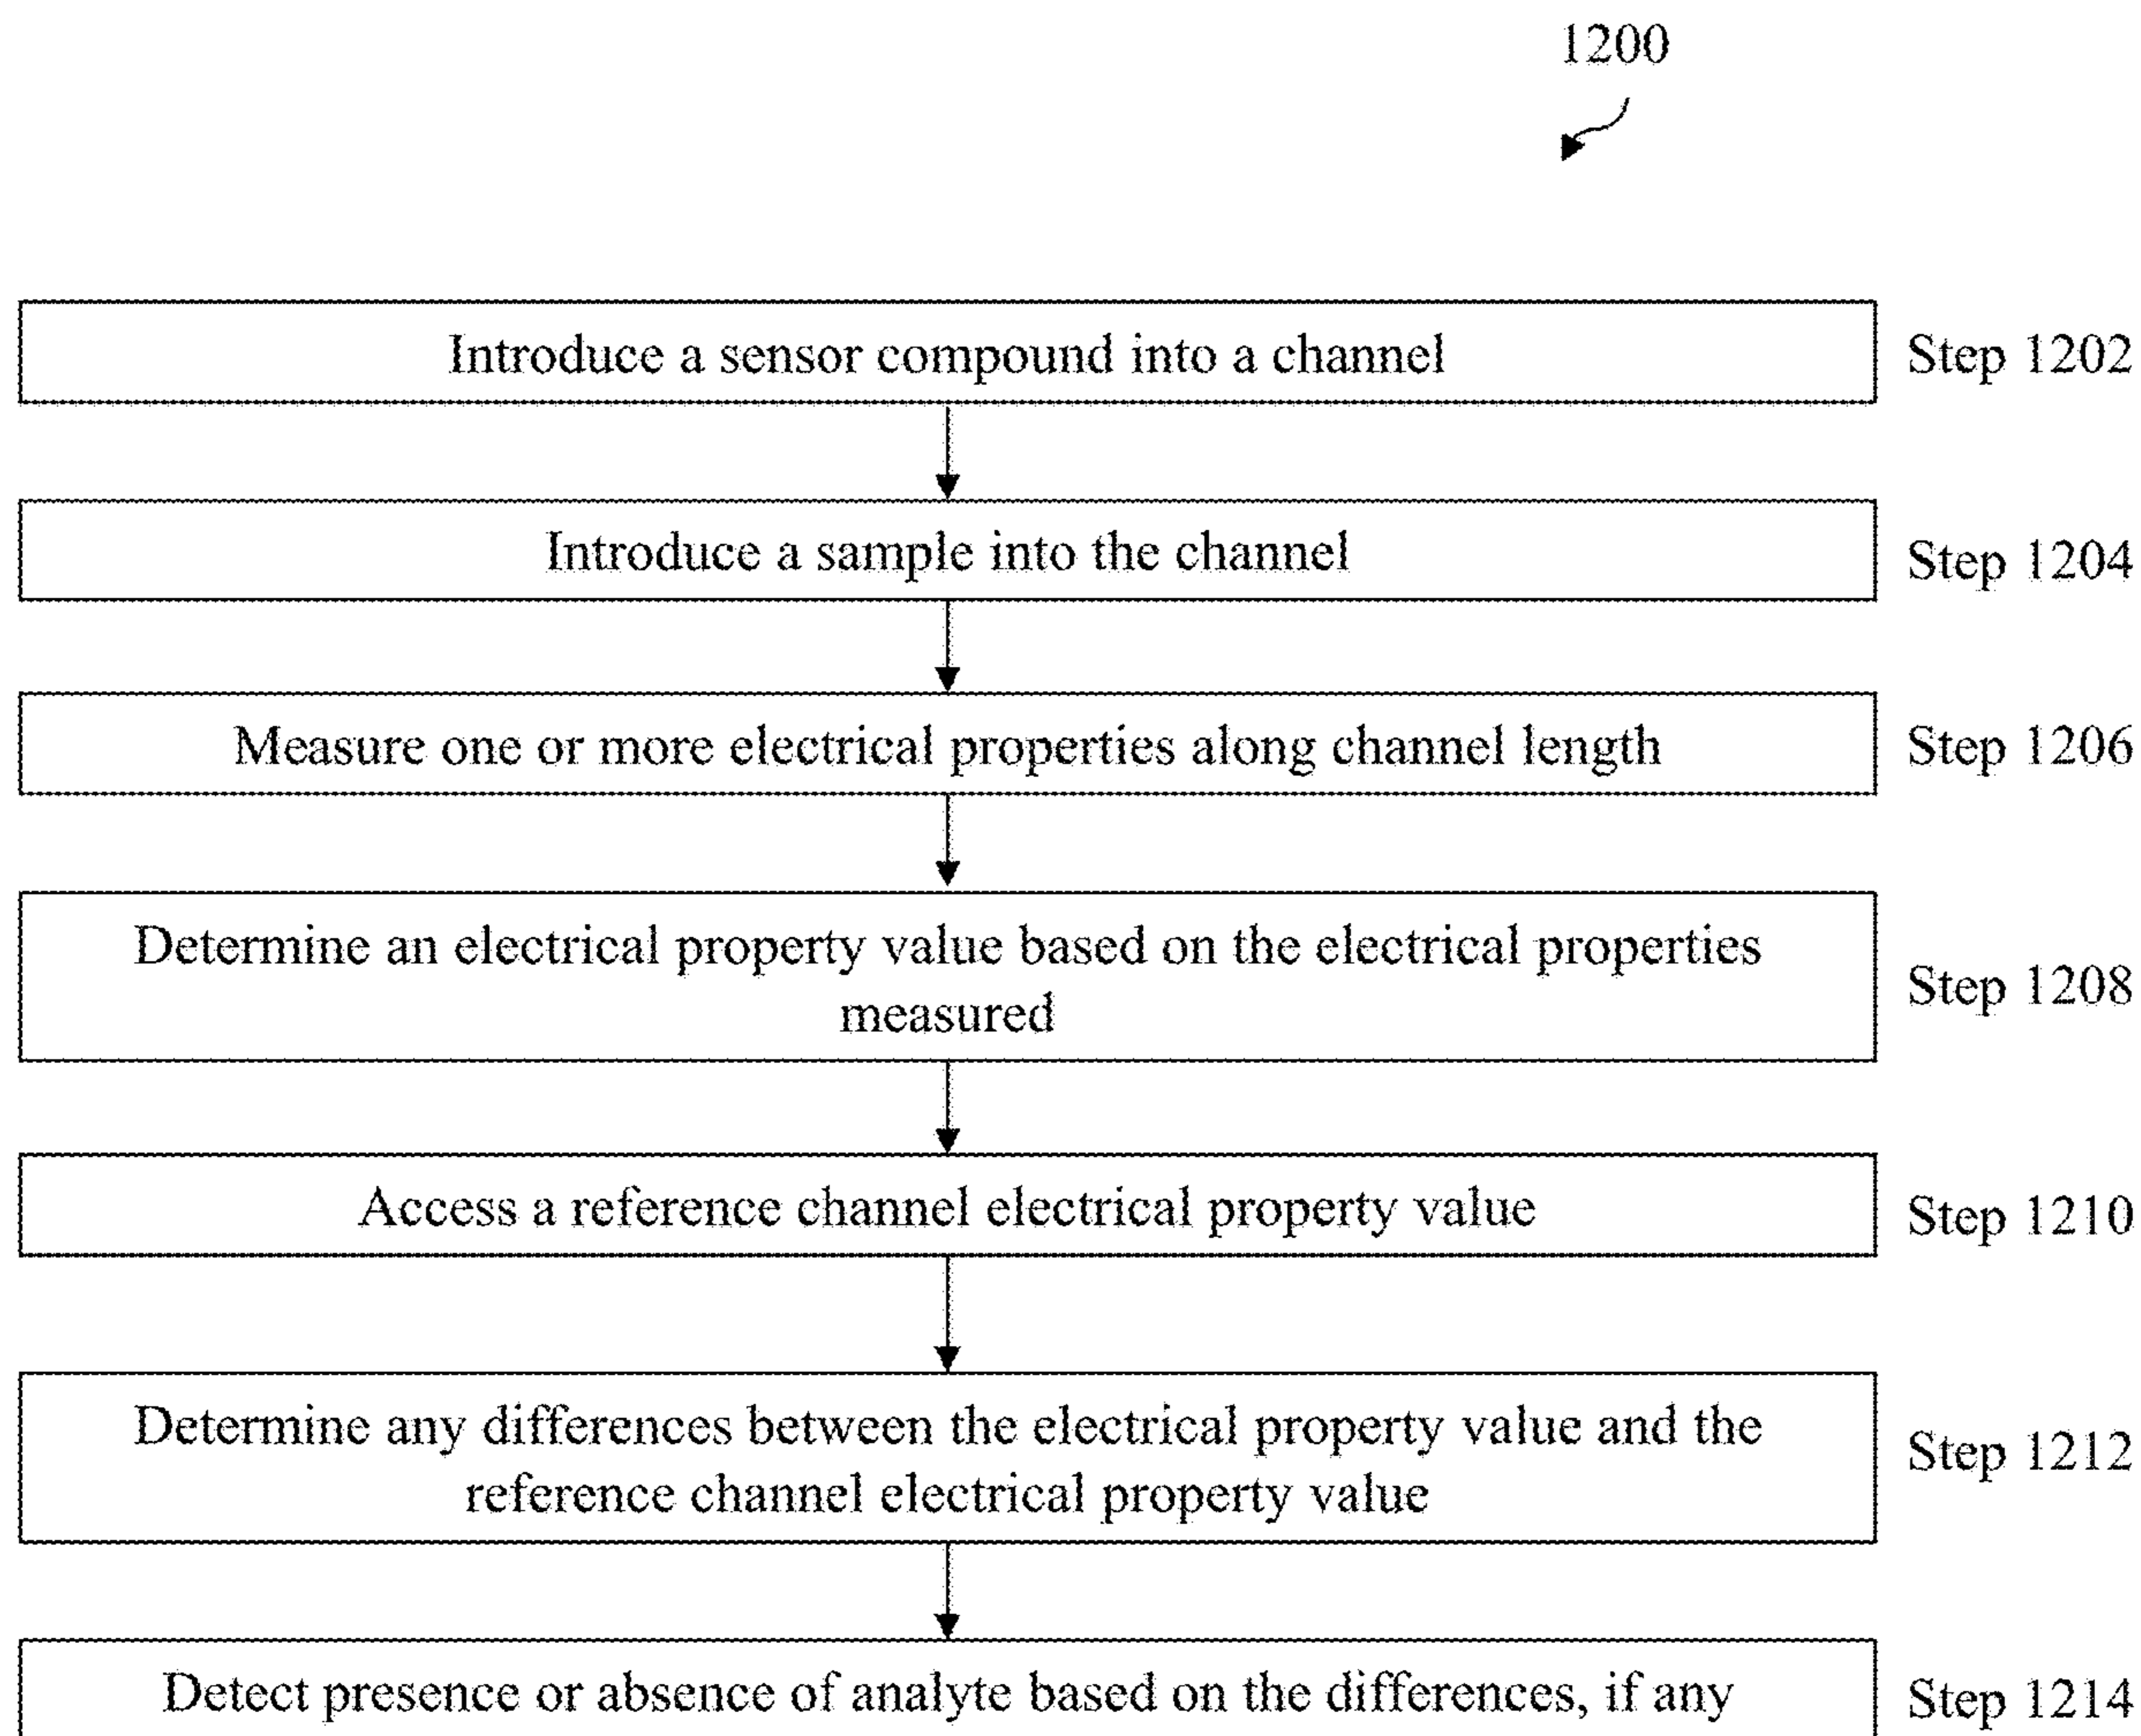 1200
Introduce a sensor compound into a channel
Step 1202
Introduce a sample into the channel
Step 1204
Measure one or more electrical properties along channel length
Step 1206
Determine an electrical property value based on the electrical properties
measured
Step 1208
Access a reference channel electrical property value
Step 1210
Determine any differences between the electrical property value and the
reference channel electrical property value
Step 1212
Detect presence or absence of analyte based on the differences, if any
Step 1214